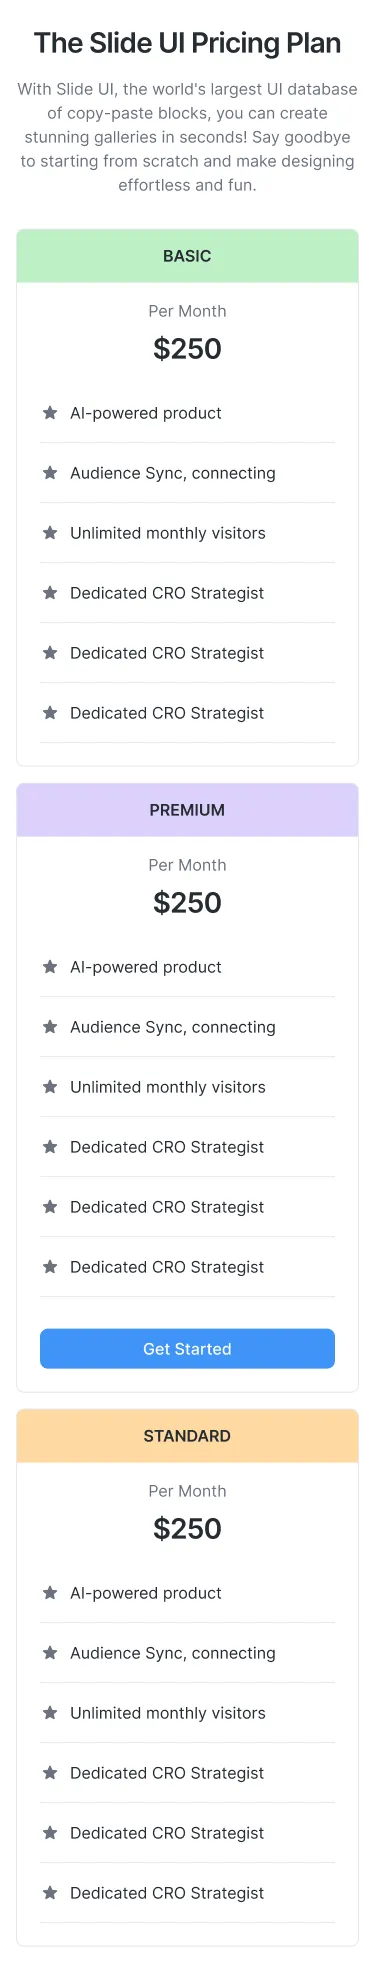 The Slide UI Pricing Plan
With Slide UI, the world's largest UI database
of copy-paste blocks, you can create
stunning galleries in seconds! Say goodbye
to starting from scratch and make designing
effortless and fun.
BASIC
Per Month
$250
AI-powered product
Audience Sync, connecting
Unlimited monthly visitors
Dedicated CRO Strategist
Dedicated CRO Strategist
Dedicated CRO Strategist
PREMIUM
Per Month
$250
AI-powered product
Audience Sync, connecting
Unlimited monthly visitors
Dedicated CRO Strategist
Dedicated CRO Strategist
Dedicated CRO Strategist
Get Started
STANDARD
Per Month
$250
AI-powered product
Audience Sync, connecting
Unlimited monthly visitors
Dedicated CRO Strategist
Dedicated CRO Strategist
Dedicated CRO Strategist